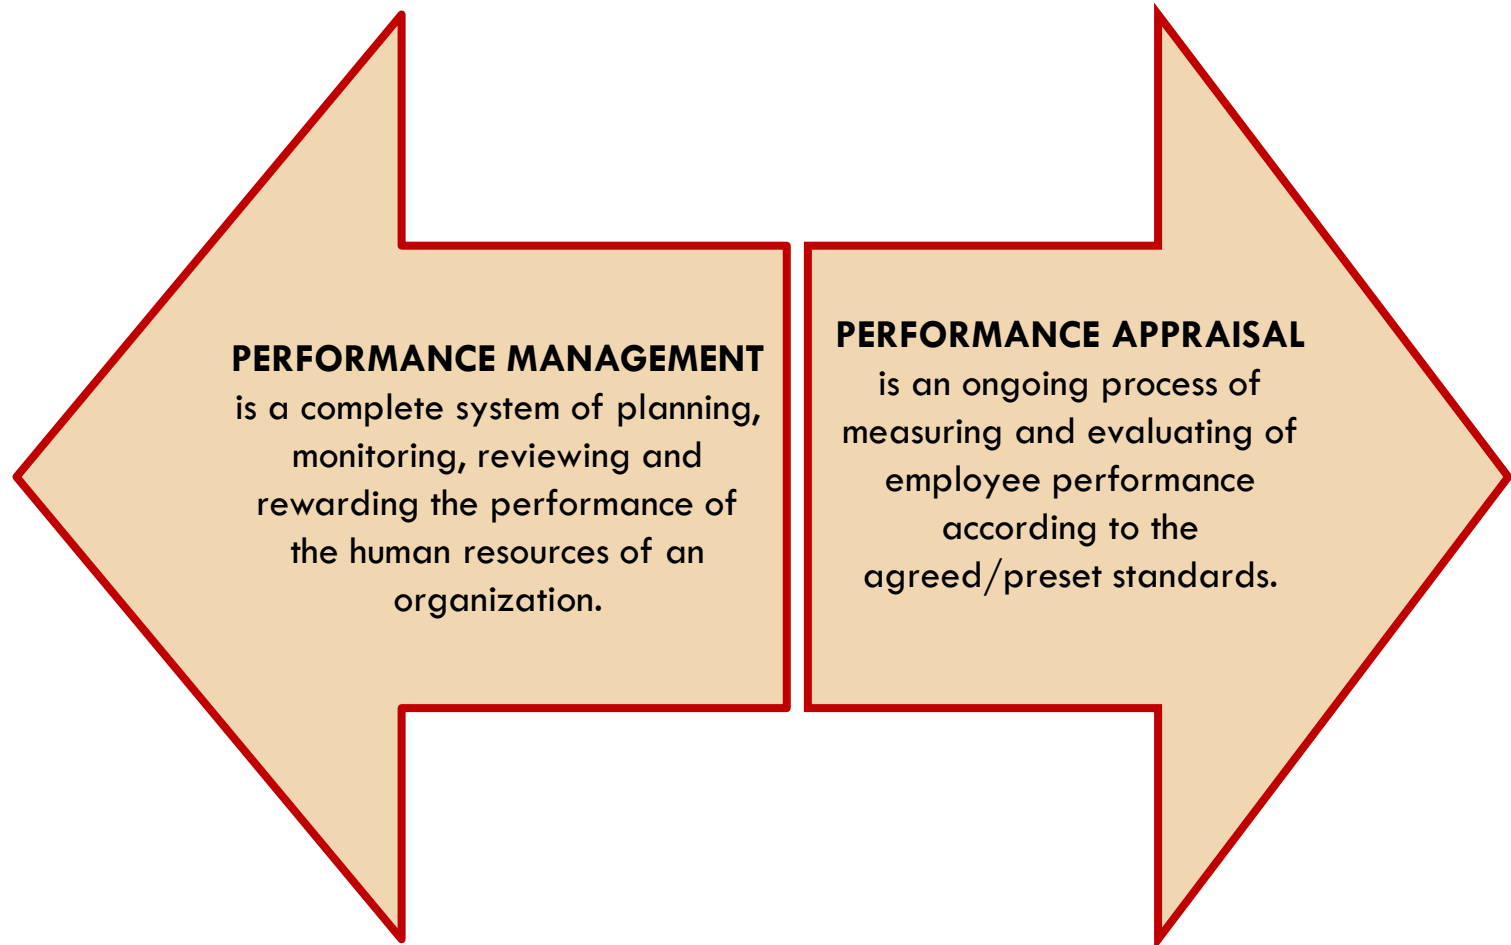 PERFORMANCE MANAGEMENT
is a complete system of planning,
monitoring, reviewing and
rewarding the performance of
the human resources of an
organization.
PERFORMANCE APPRAISAL
is an ongoing process of
measuring and evaluating of
employee performance
according to the
agreed/preset standards.